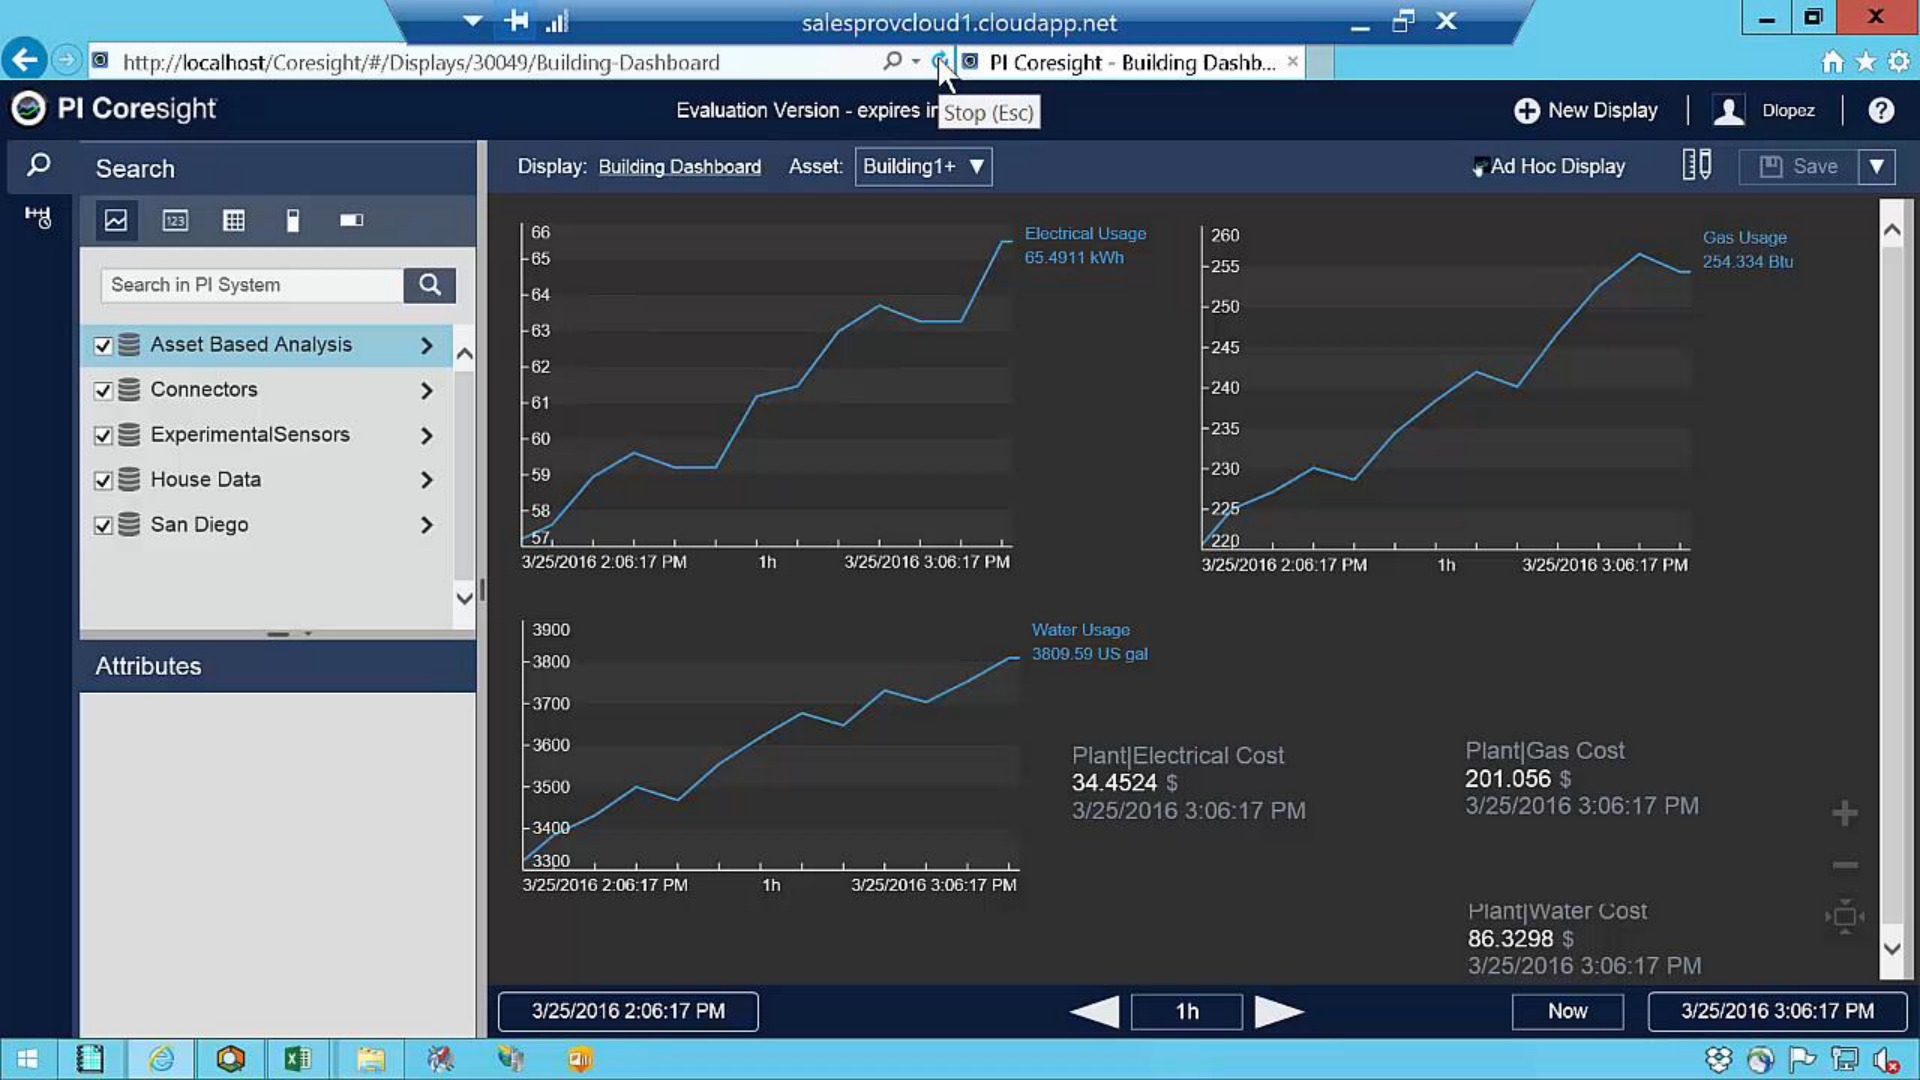 salesprovcloud1.cloudapp.net
http://localhost/Coresight/#/Displays/30049/Building-Dashboard
PI Coresight - Building Dashb...
PI Coresight
Evaluation Version - expires in
Stop (Esc)
New Display
Dlopez
?
Search
Display: Building Dashboard Asset: Building1+
Ad Hoc Display
Save
123
Search in PI System
Asset Based Analysis
Connectors
ExperimentalSensors
House Data
San Diego
Attributes
66
65
64
63
62
61
60
59
58
57
Electrical Usage
65.4911 kWh
3/25/2016 2:06:17 PM 1h 3/25/2016 3:06:17 PM
260
255
250
245
240
235
230
225
220
Gas Usage
254.334 Btu
3/25/2016 2:06:17 PM 1h 3/25/2016 3:06:17 PM
3900
3800
3700
3600
3500
3400
3300
Water Usage
3809.59 US gal
3/25/2016 2:06:17 PM 1h 3/25/2016 3:06:17 PM
Plant|Electrical Cost
34.4524 $
3/25/2016 3:06:17 PM
Plant|Gas Cost
201.056 $
3/25/2016 3:06:17 PM
Plant|Water Cost
86.3298 $
3/25/2016 3:06:17 PM
3/25/2016 2:06:17 PM
1h
Now
3/25/2016 3:06:17 PM